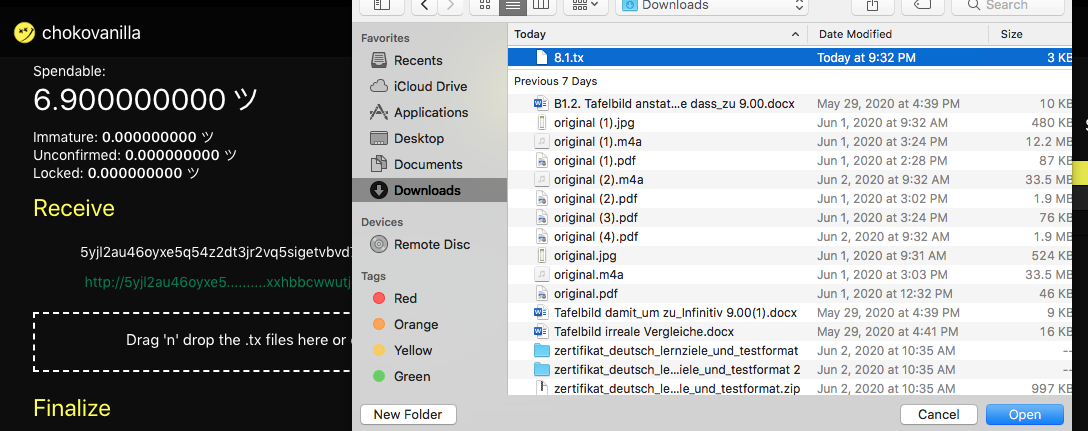 chokovanilla
Spendable:
6.900000000 ツ
Immature: 0.000000000 ツ
Unconfirmed: 0.000000000 ツ
Locked: 0.000000000 ツ
Receive
5yjl2au46oyxe5q54z2dt3jr2vq5sigetvbvd
http://5yjl2au46oyxe5..........xxhbbcwwutj
Drag 'n' drop the .tx files here or
Finalize
Downloads
Search
Favorites
Recents
iCloud Drive
Applications
Desktop
Documents
Downloads
Devices
Remote Disc
Tags
Red
Orange
Yellow
Green
Today Date Modified Size
8.1.tx Today at 9:32 PM 3 KB
Previous 7 Days
B1.2. Tafelbild anstat...e dass_zu 9.00.docx May 29, 2020 at 4:39 PM 10 KB
original (1).jpg Jun 1, 2020 at 9:32 AM 480 KB
original (1).m4a Jun 1, 2020 at 3:24 PM 12.2 MB
original (1).pdf Jun 1, 2020 at 2:28 PM 87 KB
original (2).m4a Jun 2, 2020 at 9:32 AM 33.5 MB
original (2).pdf Jun 1, 2020 at 3:02 PM 1.9 MB
original (3).pdf Jun 1, 2020 at 3:24 PM 76 KB
original (4).pdf Jun 2, 2020 at 9:32 AM 1.9 MB
original.jpg Jun 1, 2020 at 9:31 AM 524 KB
original.m4a Jun 1, 2020 at 3:03 PM 33.5 MB
original.pdf Jun 1, 2020 at 12:32 PM 46 KB
Tafelbild damit_um zu_Infinitiv 9.00(1).docx Jun 1, 2020 at 4:39 PM 9 KB
Tafelbild irreale Vergleiche.docx Jun 2, 2020 at 4:41 PM 16 KB
zertifikat_deutsch_lernziele_und_testformat Jun 2, 2020 at 10:35 AM --
zertifikat_deutsch_le...iele_und_testformat 2 Jun 2, 2020 at 10:35 AM --
zertifikat_deutsch_le...le_und_testformat.zip Jun 2, 2020 at 10:35 AM 997 KB
New Folder
Cancel
Open